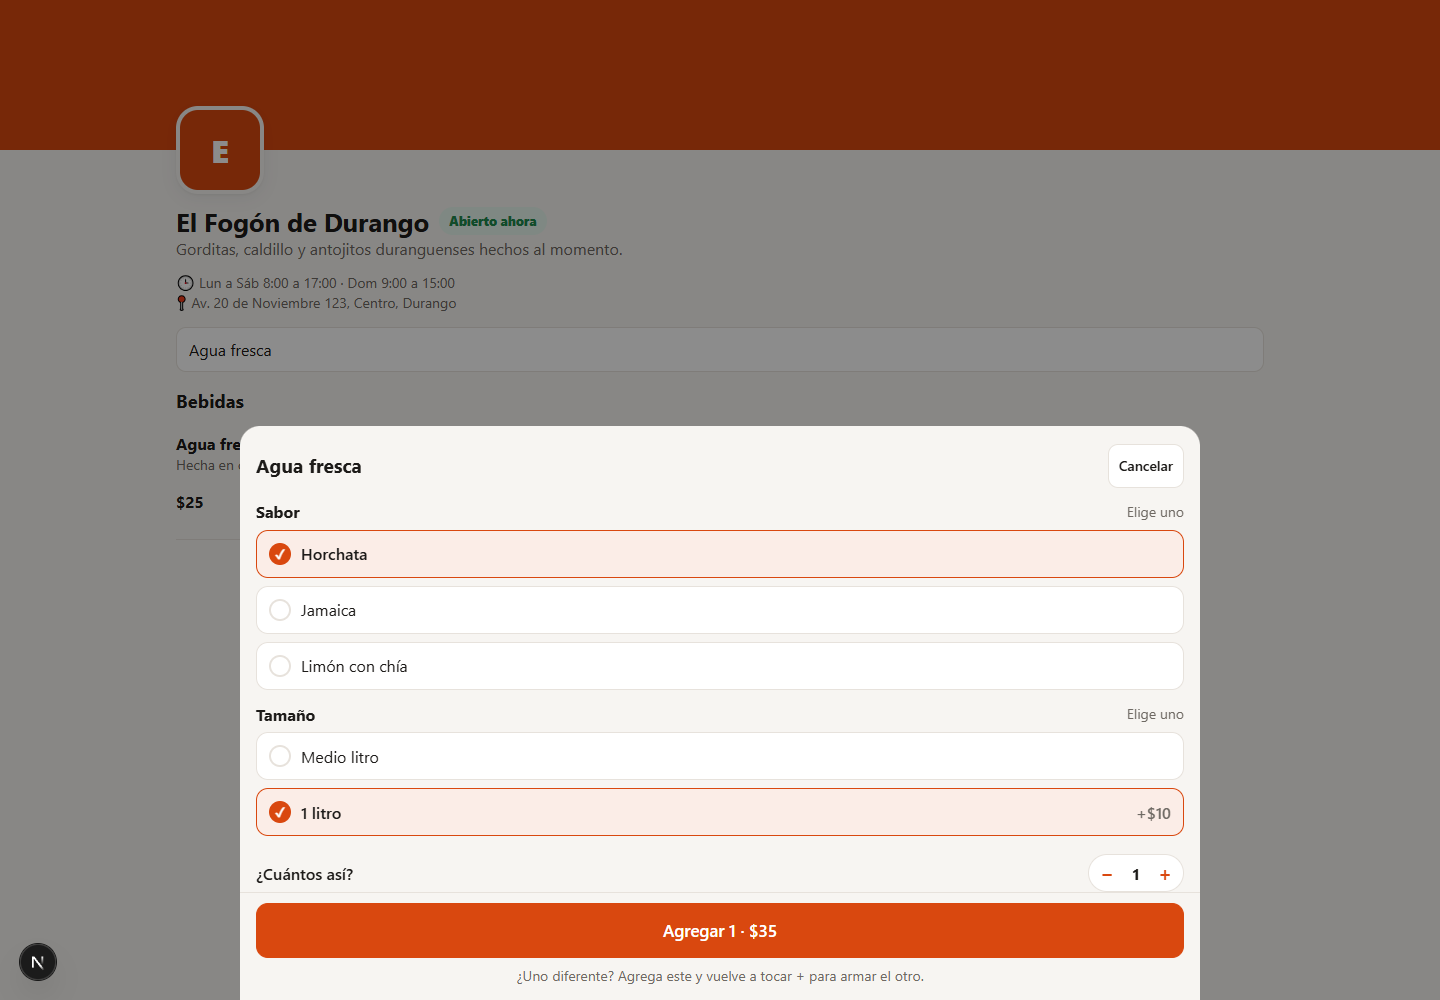 E
El Fogón de Durango
Abierto ahora
Gorditas, caldillo y antojitos duranguenses hechos al momento.
Lun a Sáb 8:00 a 17:00 · Dom 9:00 a 15:00
Av. 20 de Noviembre 123, Centro, Durango
Agua fresca
Bebidas
Agua fre
Hecha en
$25
Agua fresca
Cancelar
Sabor
Elige uno
Horchata
Jamaica
Limón con chía
Tamaño
Elige uno
Medio litro
1 litro
+$10
¿Cuántos así?
− 1 +
Agregar 1 · $35
¿Uno diferente? Agrega este y vuelve a tocar + para armar el otro.
N